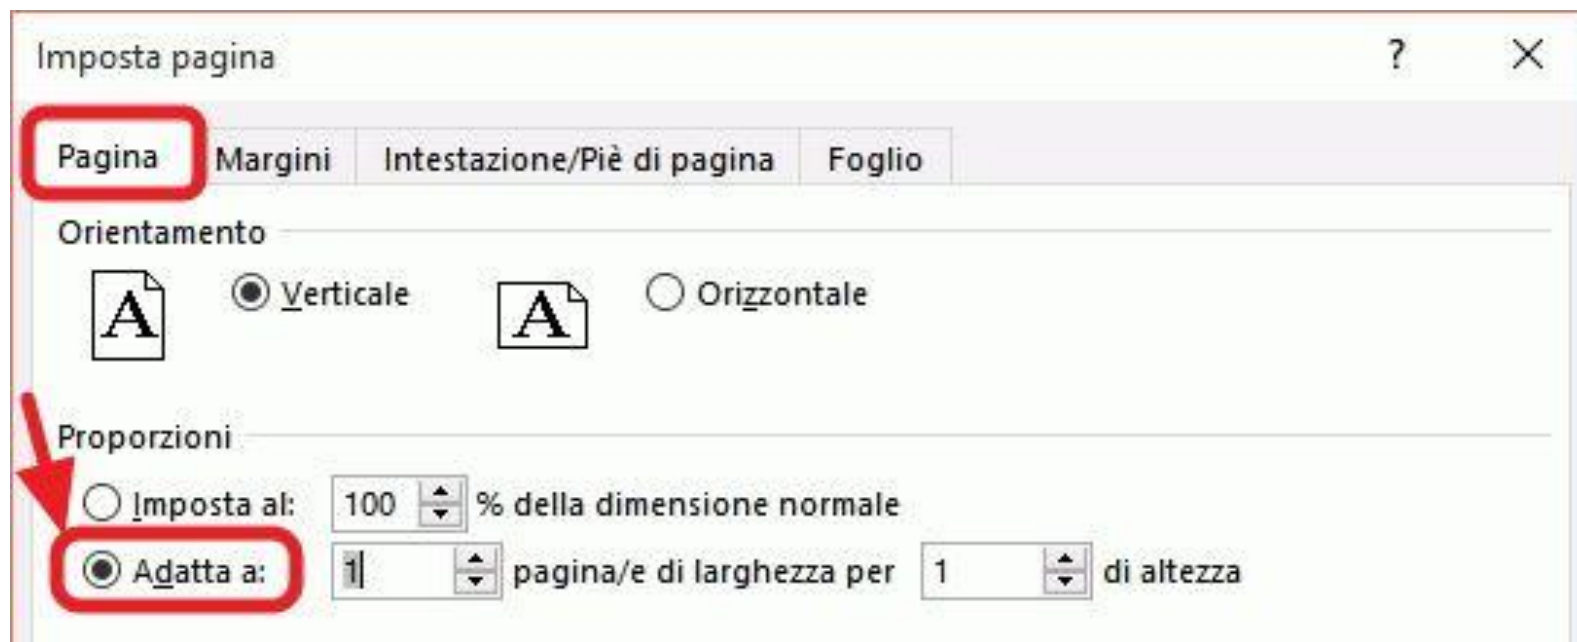 Imposta pagina ? ×
Pagina Margini Intestazione/Piè di pagina Foglio
Orientamento
A Verticale A Orizzontale
Proporzioni
Imposta al: 100 % della dimensione normale
Adatta a: 1 pagina/e di larghezza per 1 di altezza